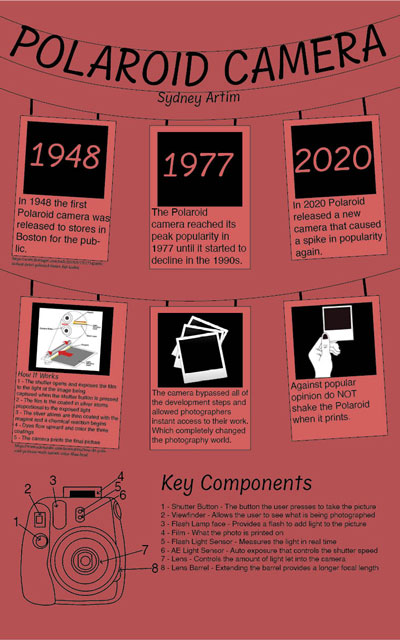 POLAROID CAMERA
Sydney Artim
1948
1977
2020
In 1948 the first
Polaroid camera was
released to stores in
Boston for the pub-
lic.
The Polaroid
camera reached its
peak popularity in
1977 until it started to
decline in the 1990s.
In 2020 Polaroid
released a new
camera that caused
a spike in popularity
again.
How It Works
1 - The shutter opens and exposes the film
to the light of the image being
captured when the shutter button is pressed
2 - The film is the coated in silver atoms
proportional to the exposed light
3 - The silver atoms are then coated with the
reagent and a chemical reaction begins
4 - Dyes flow upward and color the three
coatings
5 - The camera ejects the final picture
The camera bypassed all of
the development steps and
allowed photographers
instant access to their work.
Which completely changed
the photography world.
Against popular
opinion do NOT
shake the Polaroid
when it prints.
Key Components
1 - Shutter Button - The button the user presses to take the picture
2 - Viewfinder - Allows the user to see what is being photographed
3 - Flash Lamp face - Provides a flash to add light to the picture
4 - Film - What the photo is printed on
5 - Flash Light Sensor - Measures the light in real time
6 - AE Light Sensor - Auto exposure that controls the shutter speed
7 - Lens - Controls the amount of light let into the camera
8 - Lens Barrel - Extending the barrel provides a longer focal length
1
2
3
4
5
6
7
8